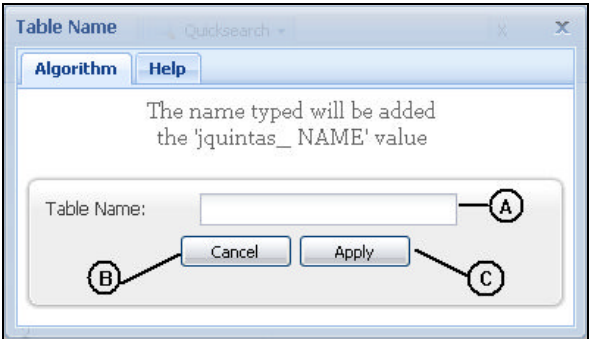 Table Name Quicksearch x x
Algorithm Help
The name typed will be added
the 'jquintas_ NAME' value
Table Name: A
Cancel Apply
B C